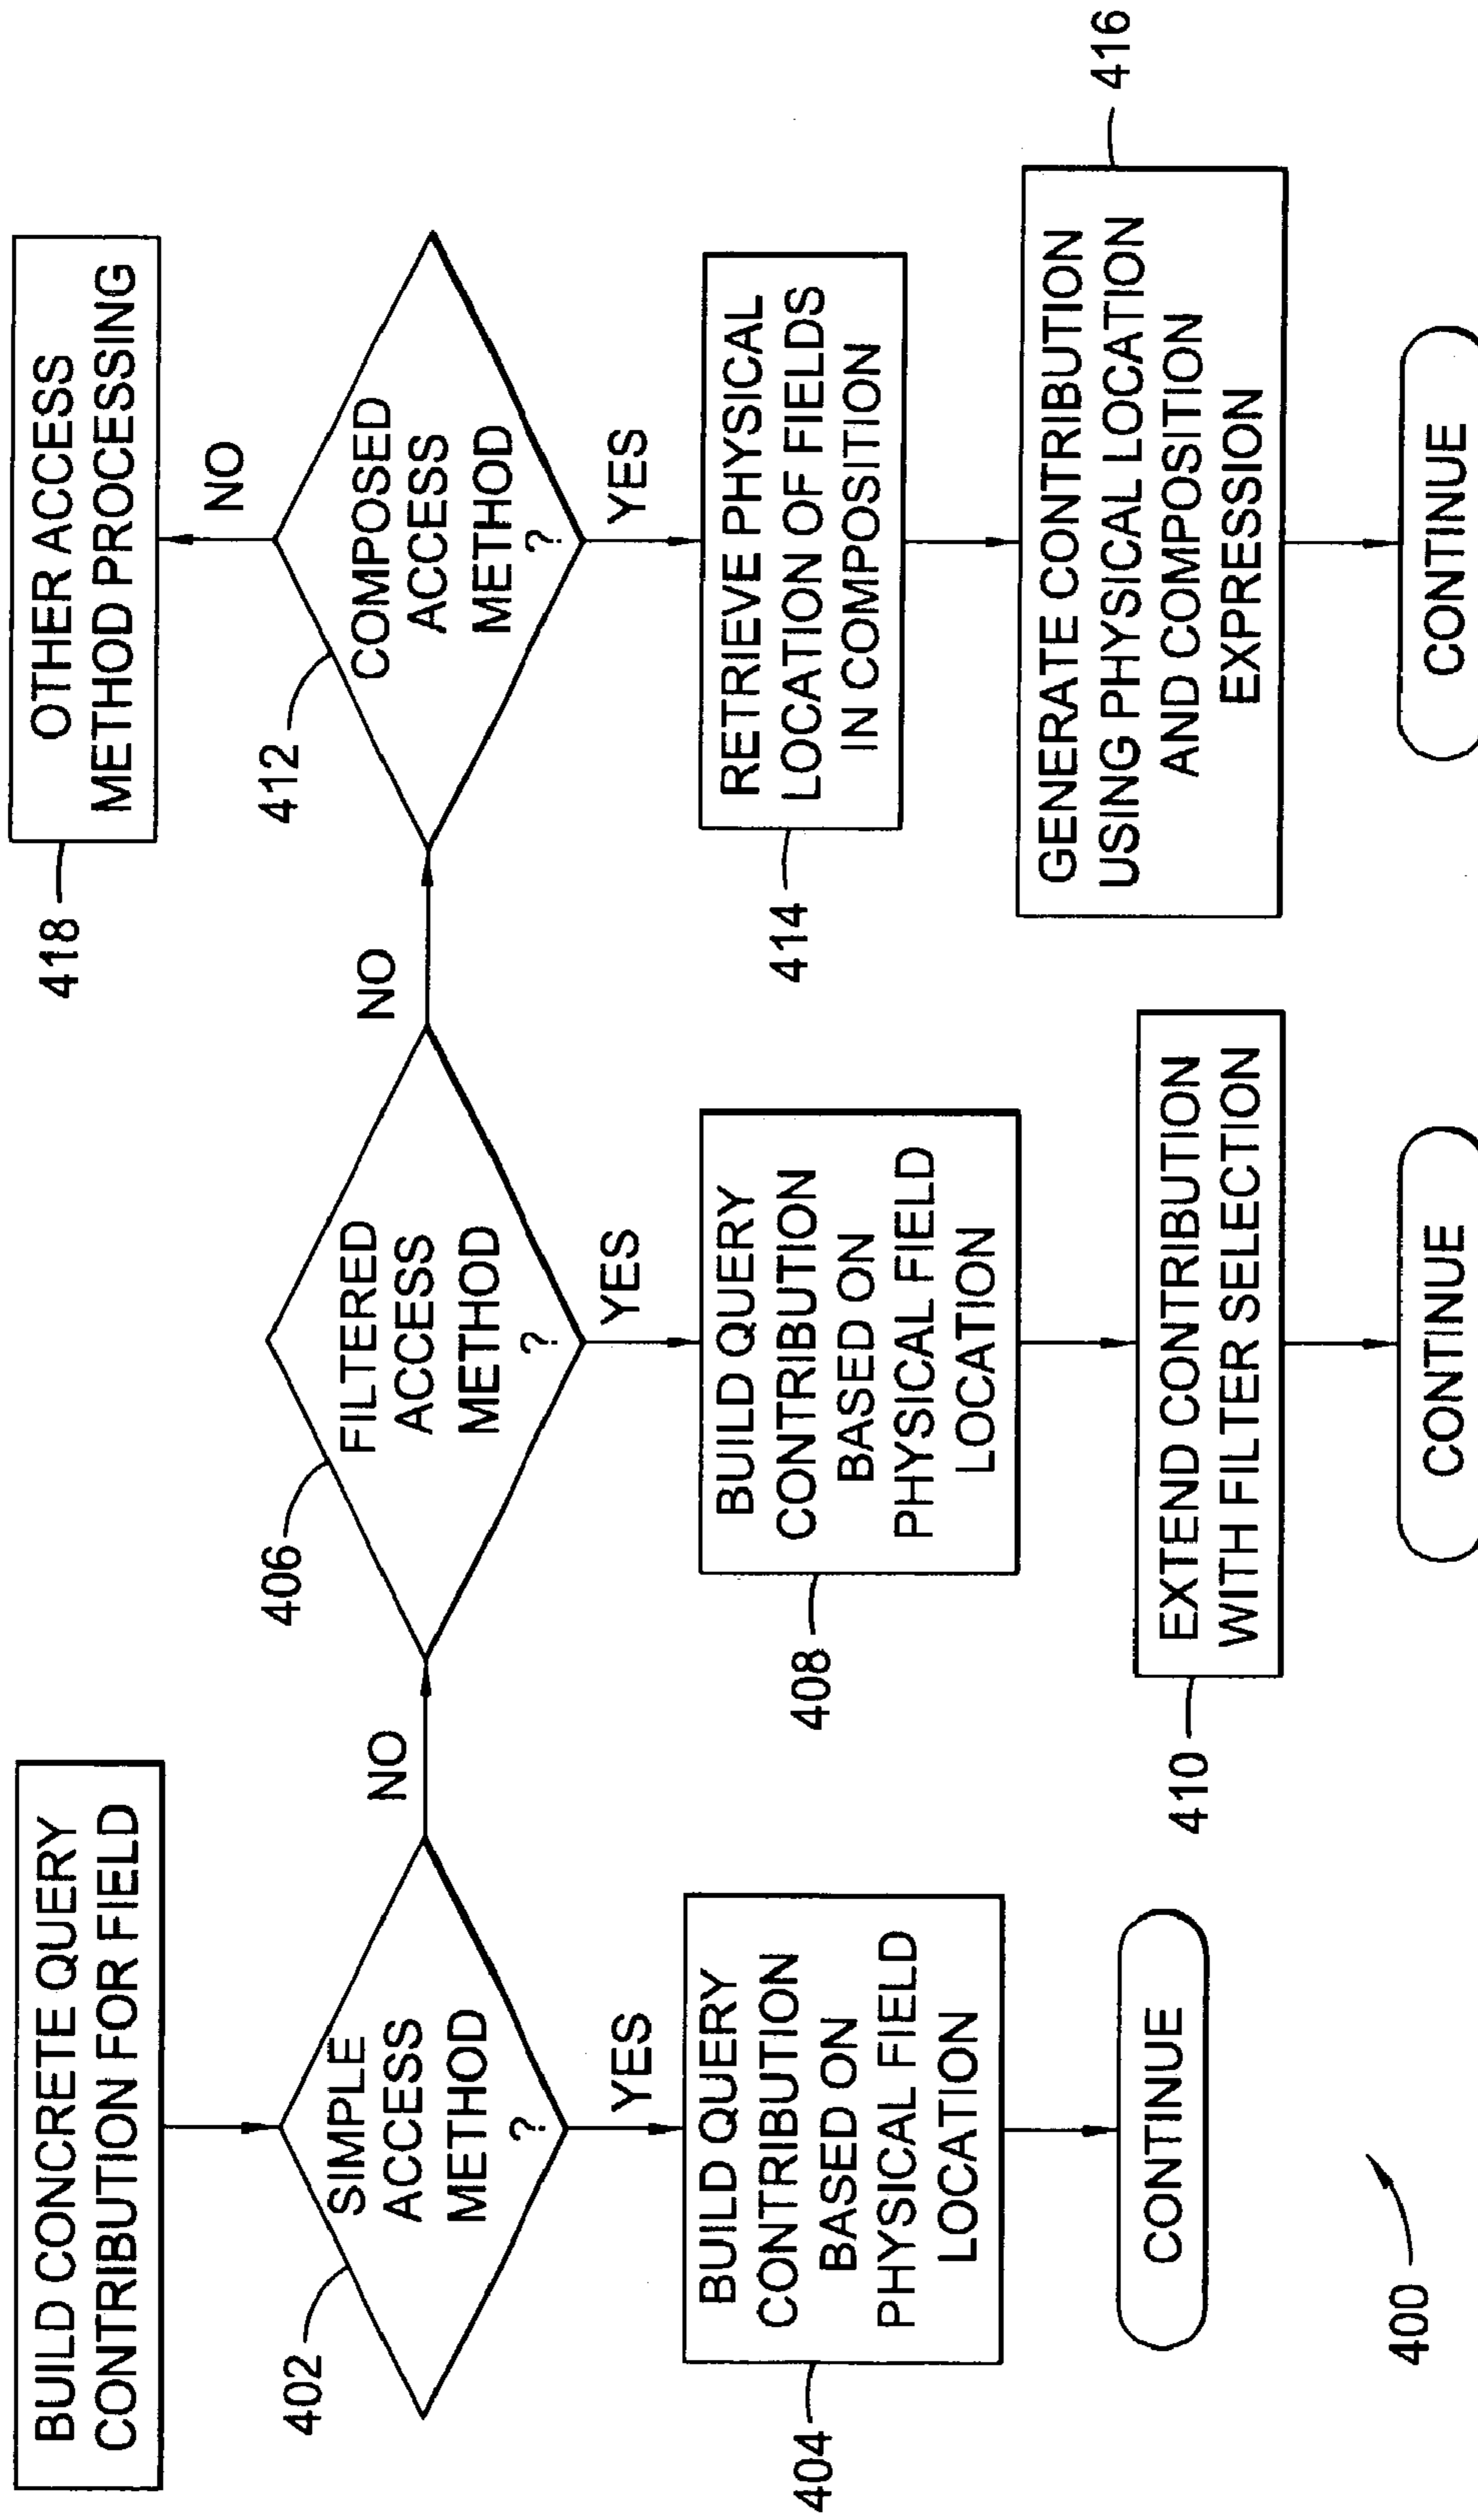 BUILD CONCRETE QUERY
CONTRIBUTION FOR FIELD
402
SIMPLE
ACCESS
METHOD
?
NO
YES
404
BUILD QUERY
CONTRIBUTION
BASED ON
PHYSICAL FIELD
LOCATION
CONTINUE
406
FILTERED
ACCESS
METHOD
?
NO
YES
408
BUILD QUERY
CONTRIBUTION
BASED ON
PHYSICAL FIELD
LOCATION
410
EXTEND CONTRIBUTION
WITH FILTER SELECTION
CONTINUE
412
COMPOSED
ACCESS
METHOD
?
NO
418
OTHER ACCESS
METHOD PROCESSING
YES
414
RETRIEVE PHYSICAL
LOCATION OF FIELDS
IN COMPOSITION
416
GENERATE CONTRIBUTION
USING PHYSICAL LOCATION
AND COMPOSITION
EXPRESSION
CONTINUE
400